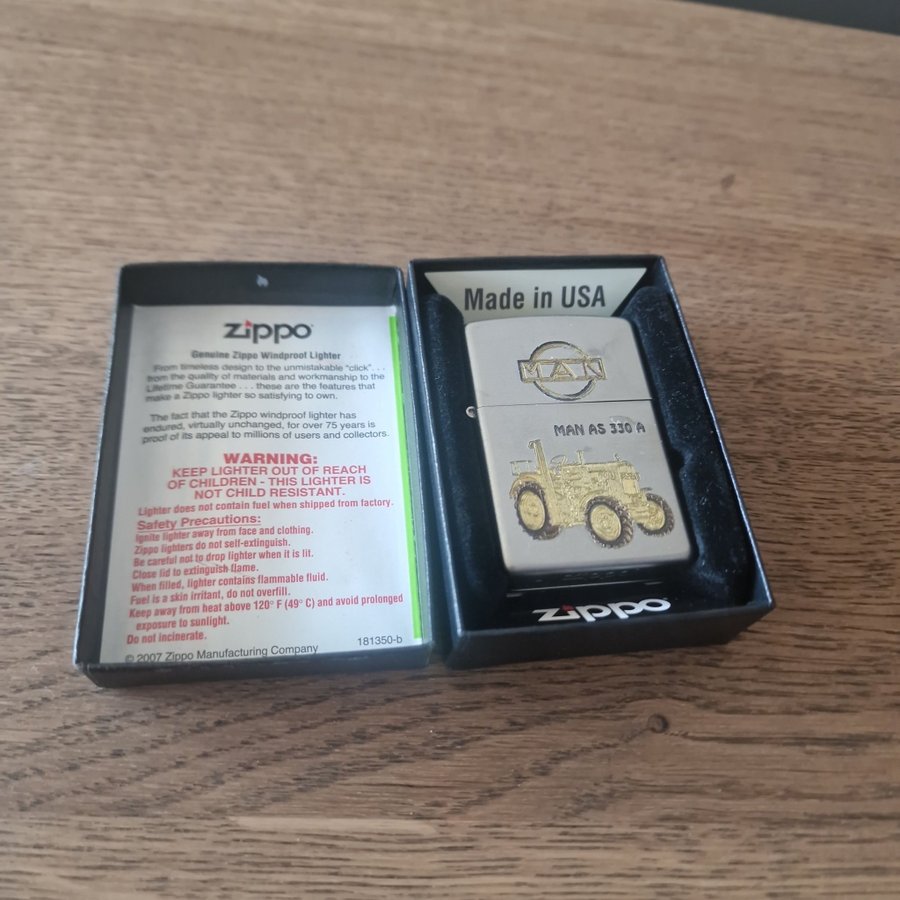 Zippo
Genuine Zippo Windproof Lighter
From timeless design to the unmistakable "click". . .
from the quality of materials and workmanship to the
Lifetime Guarantee . . . these are the features that
make a Zippo lighter so satisfying to own.
The fact that the Zippo windproof lighter has
endured, virtually unchanged, for over 75 years is
proof of its appeal to millions of users and collectors.
WARNING:
KEEP LIGHTER OUT OF REACH
OF CHILDREN - THIS LIGHTER IS
NOT CHILD RESISTANT.
Lighter does not contain fuel when shipped from factory.
Safety Precautions:
Ignite lighter away from face and clothing.
Zippo lighters do not self-extinguish.
Be careful not to drop lighter when it is lit.
Close lid to extinguish flame.
When filled, lighter contains flammable fluid.
Fuel is a skin irritant, do not overfill.
Keep away from heat above 120° F (49° C) and avoid prolonged
exposure to sunlight.
Do not incinerate.
181350-b
© 2007 Zippo Manufacturing Company
Made in USA
MAN
MAN AS 330 A
Zippo